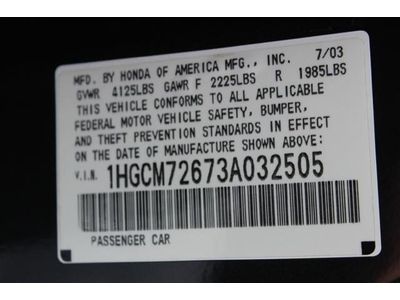 MFD. BY HONDA OF AMERICA MFG., INC. 7/03
GVWR 4125LBS GAWR F 2225LBS R 1985LBS
THIS VEHICLE CONFORMS TO ALL APPLICABLE
FEDERAL MOTOR VEHICLE SAFETY, BUMPER,
AND THEFT PREVENTION STANDARDS IN EFFECT
ON THE DATE OF MANUFACTURE SHOWN ABOVE:
V.I.N. 1HGCM72673A032505
PASSENGER CAR